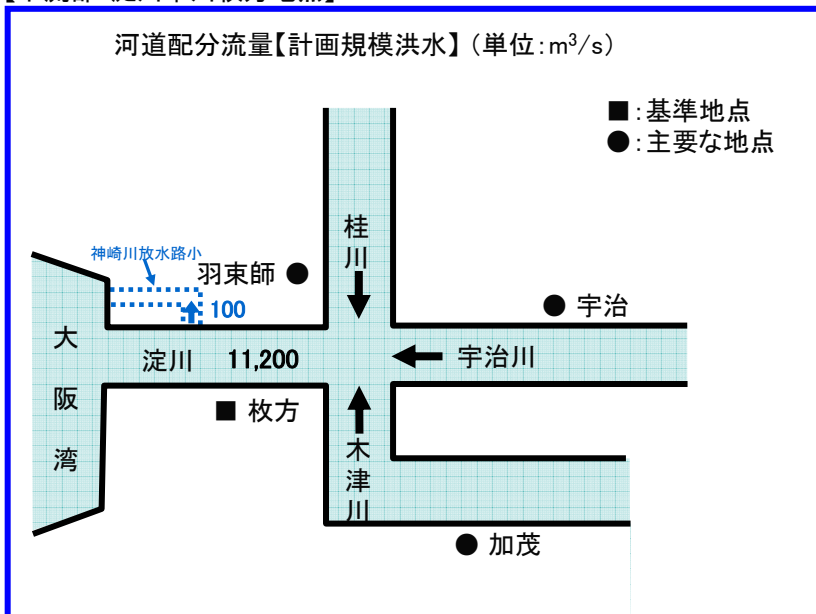 河道配分流量【計画規模洪水】(単位:m³/s)
■:基準地点
●:主要な地点
桂川
神崎川放水路小
羽束師 ●
100
● 宇治
大阪湾
淀川 11,200
宇治川
■ 枚方
木津川
● 加茂